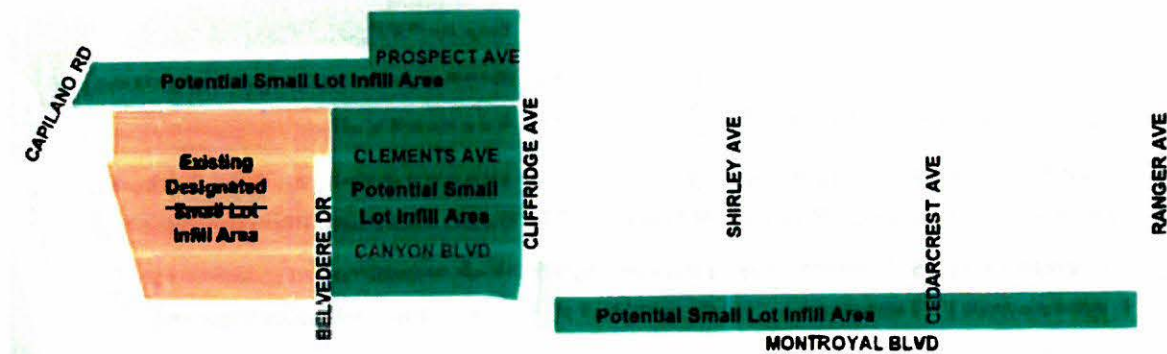 PROSPECT AVE
Potential Small Lot Infill Area
CAPILANO RD
Existing
Designated
Small Lot
Infill Area
BELVEDERE DR
CLEMENTS AVE
Potential Small
Lot Infill Area
CANYON BLVD
CLIFFRIDGE AVE
SHIRLEY AVE
CEDARCREST AVE
RANGER AVE
Potential Small Lot Infill Area
MONTROYAL BLVD